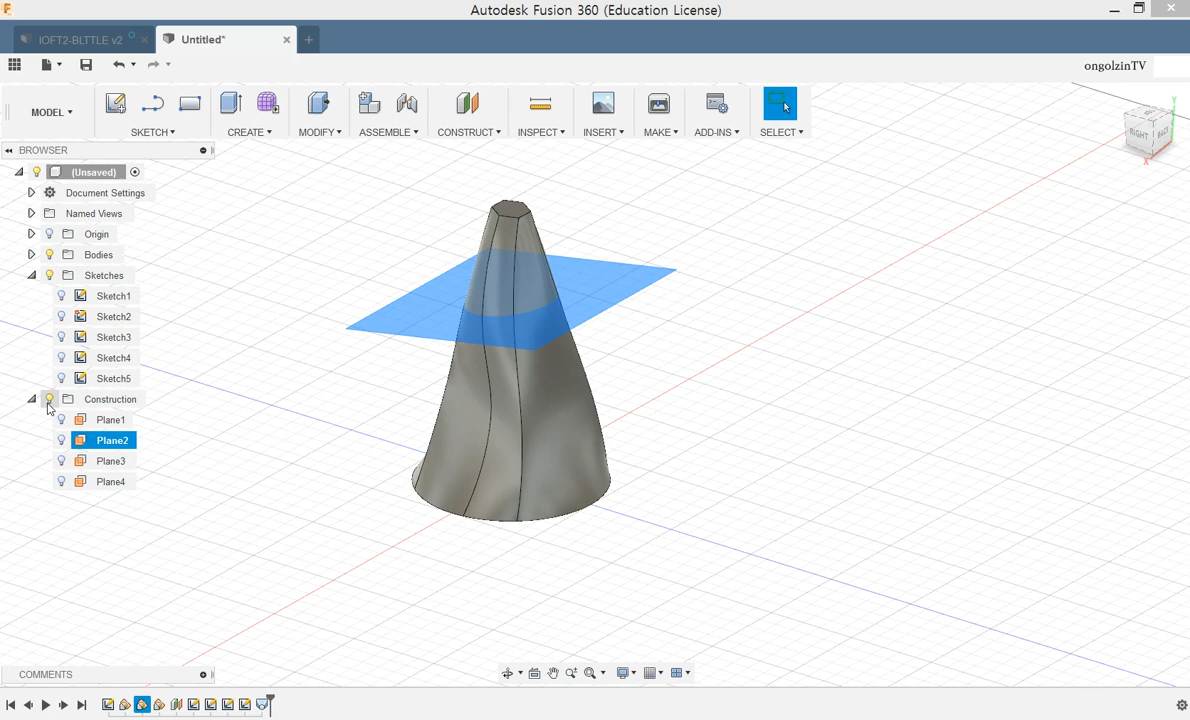 Autodesk Fusion 360 (Education License)
IOFT2-BLTTLE v2
Untitled*
ongolzinTV
MODEL
SKETCH
CREATE
MODIFY
ASSEMBLE
CONSTRUCT
INSPECT
INSERT
MAKE
ADD-INS
SELECT
BROWSER
(Unsaved)
Document Settings
Named Views
Origin
Bodies
Sketches
Sketch1
Sketch2
Sketch3
Sketch4
Sketch5
Construction
Plane1
Plane2
Plane3
Plane4
RIGHT
BACK
Y
X
COMMENTS